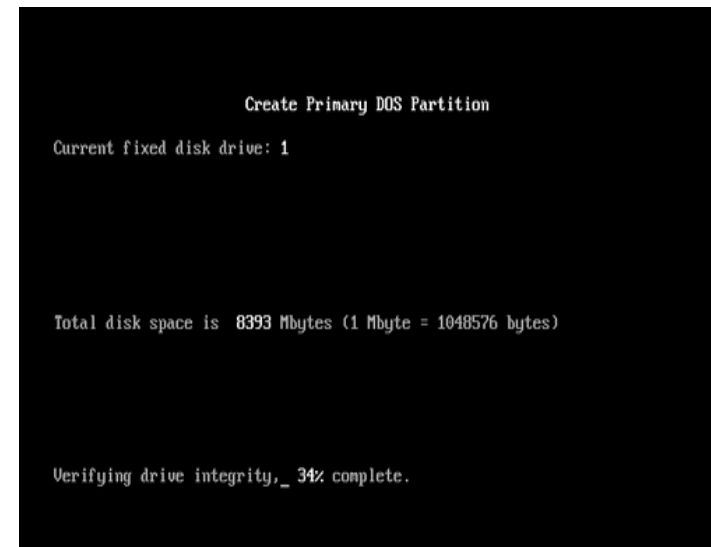 Create Primary DOS Partition
Current fixed disk drive: 1
Total disk space is 8393 Mbytes (1 Mbyte = 1048576 bytes)
Verifying drive integrity,_ 34% complete.